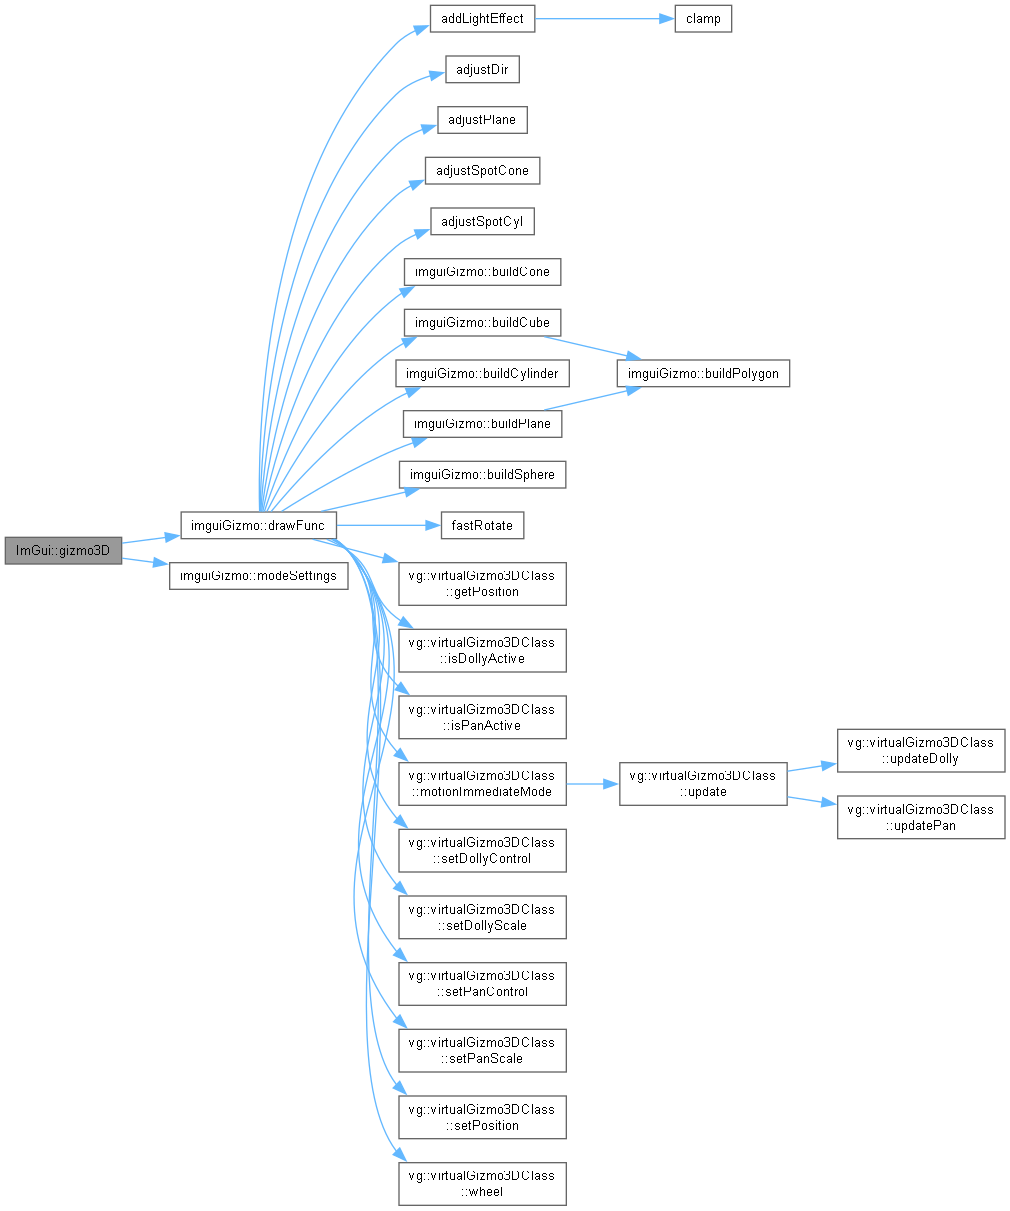 addLightEffect
clamp
adjustDir
adjustPlane
adjustSpotCone
adjustSpotCyl
imguiGizmo::buildCone
imguiGizmo::buildCube
imguiGizmo::buildCylinder
imguiGizmo::buildPolygon
imguiGizmo::buildPlane
imguiGizmo::buildSphere
imguiGizmo::drawFunc
fastRotate
ImGui::gizmo3D
imguiGizmo::modeSettings
vg::virtualGizmo3DClass
::getPosition
vg::virtualGizmo3DClass
::isDollyActive
vg::virtualGizmo3DClass
::isPanActive
vg::virtualGizmo3DClass
::motionImmediateMode
vg::virtualGizmo3DClass
::update
vg::virtualGizmo3DClass
::updateDolly
vg::virtualGizmo3DClass
::updatePan
vg::virtualGizmo3DClass
::setDollyControl
vg::virtualGizmo3DClass
::setDollyScale
vg::virtualGizmo3DClass
::setPanControl
vg::virtualGizmo3DClass
::setPanScale
vg::virtualGizmo3DClass
::setPosition
vg::virtualGizmo3DClass
::wheel